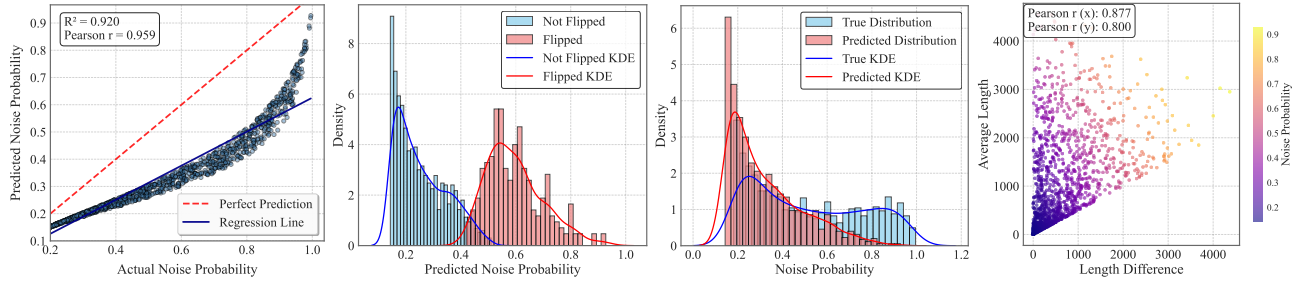 R² = 0.920
Pearson r = 0.959
Predicted Noise Probability
0.9
0.8
0.7
0.6
0.5
0.4
0.3
0.2
0.1
Perfect Prediction
Regression Line
0.2 0.4 0.6 0.8 1.0
Actual Noise Probability
Not Flipped
Flipped
Not Flipped KDE
Flipped KDE
Density
8
6
4
2
0
0.2 0.4 0.6 0.8 1.0
Predicted Noise Probability
True Distribution
Predicted Distribution
True KDE
Predicted KDE
Density
6
5
4
3
2
1
0
0.0 0.2 0.4 0.6 0.8 1.0 1.2
Noise Probability
Pearson r (x): 0.877
Pearson r (y): 0.800
Average Length
4000
3000
2000
1000
0
0 1000 2000 3000 4000
Length Difference
0.9
0.8
0.7
0.6
0.5
0.4
0.3
0.2
Noise Probability